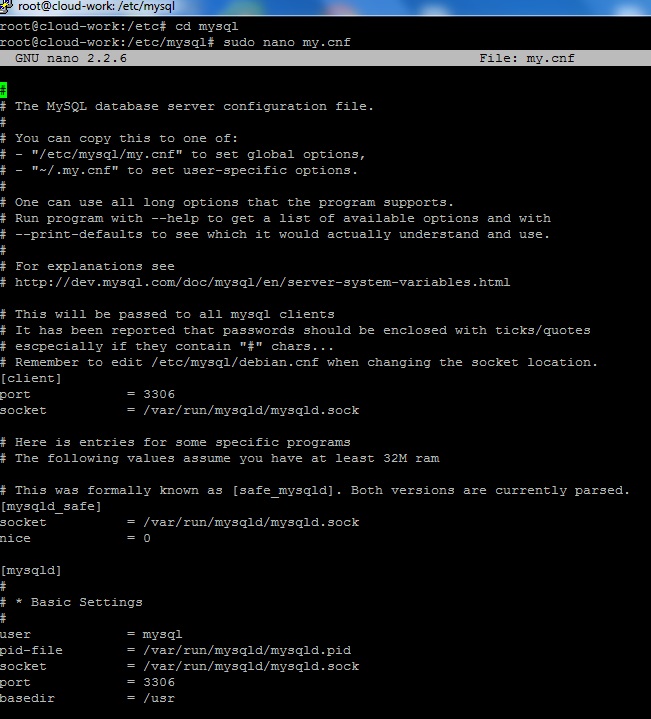 root@cloud-work: /etc/mysql
root@cloud-work:/etc# cd mysql
root@cloud-work:/etc/mysql# sudo nano my.cnf
GNU nano 2.2.6 File: my.cnf
#
# The MySQL database server configuration file.
#
# You can copy this to one of:
# - "/etc/mysql/my.cnf" to set global options,
# - "~/.my.cnf" to set user-specific options.
#
# One can use all long options that the program supports.
# Run program with --help to get a list of available options and with
# --print-defaults to see which it would actually understand and use.
#
# For explanations see
# http://dev.mysql.com/doc/mysql/en/server-system-variables.html
# This will be passed to all mysql clients
# It has been reported that passwords should be enclosed with ticks/quotes
# escpecially if they contain "#" chars...
# Remember to edit /etc/mysql/debian.cnf when changing the socket location.
[client]
port = 3306
socket = /var/run/mysqld/mysqld.sock
# Here is entries for some specific programs
# The following values assume you have at least 32M ram
# This was formally known as [safe_mysqld]. Both versions are currently parsed.
[mysqld_safe]
socket = /var/run/mysqld/mysqld.sock
nice = 0
[mysqld]
#
# * Basic Settings
#
user = mysql
pid-file = /var/run/mysqld/mysqld.pid
socket = /var/run/mysqld/mysqld.sock
port = 3306
basedir = /usr